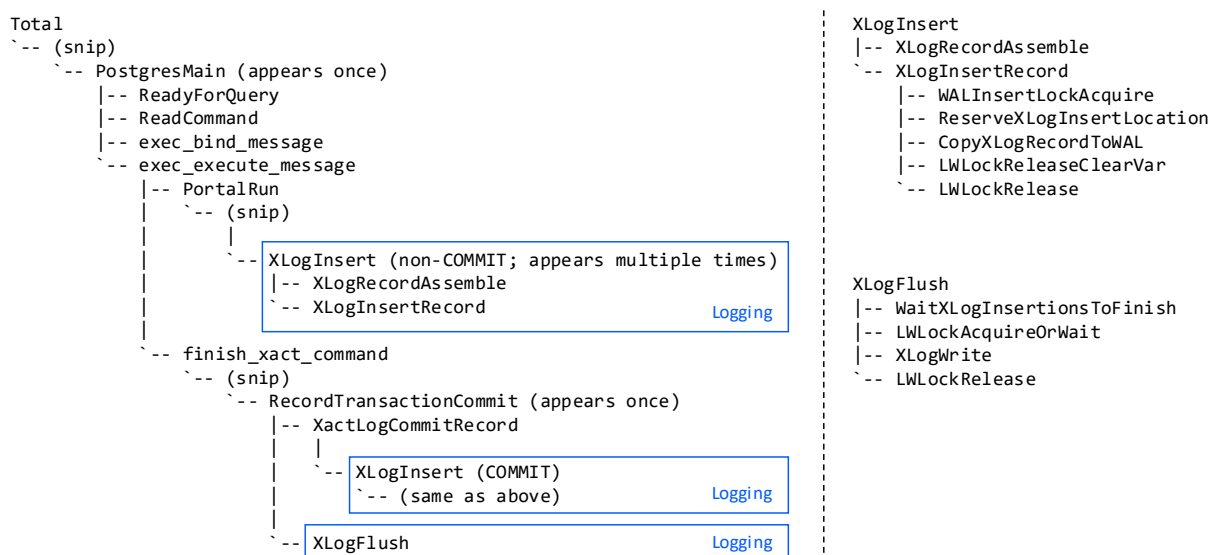 Total
`-- (snip)
`-- PostgresMain (appears once)
|-- ReadyForQuery
|-- ReadCommand
|-- exec_bind_message
`-- exec_execute_message
|-- PortalRun
|   `-- (snip)
|       |
|       `-- XLogInsert (non-COMMIT; appears multiple times)
|           |-- XLogRecordAssemble
|           `-- XLogInsertRecord
Logging
|
`-- finish_xact_command
`-- (snip)
`-- RecordTransactionCommit (appears once)
|-- XactLogCommitRecord
|   |
|   `-- XLogInsert (COMMIT)
|       `-- (same as above)
Logging
|
`-- XLogFlush
Logging
XLogInsert
|-- XLogRecordAssemble
`-- XLogInsertRecord
|-- WALInsertLockAcquire
|-- ReserveXLogInsertLocation
|-- CopyXLogRecordToWAL
|-- LWLockReleaseClearVar
`-- LWLockRelease
XLogFlush
|-- WaitXLogInsertionsToFinish
|-- LWLockAcquireOrWait
|-- XLogWrite
`-- LWLockRelease